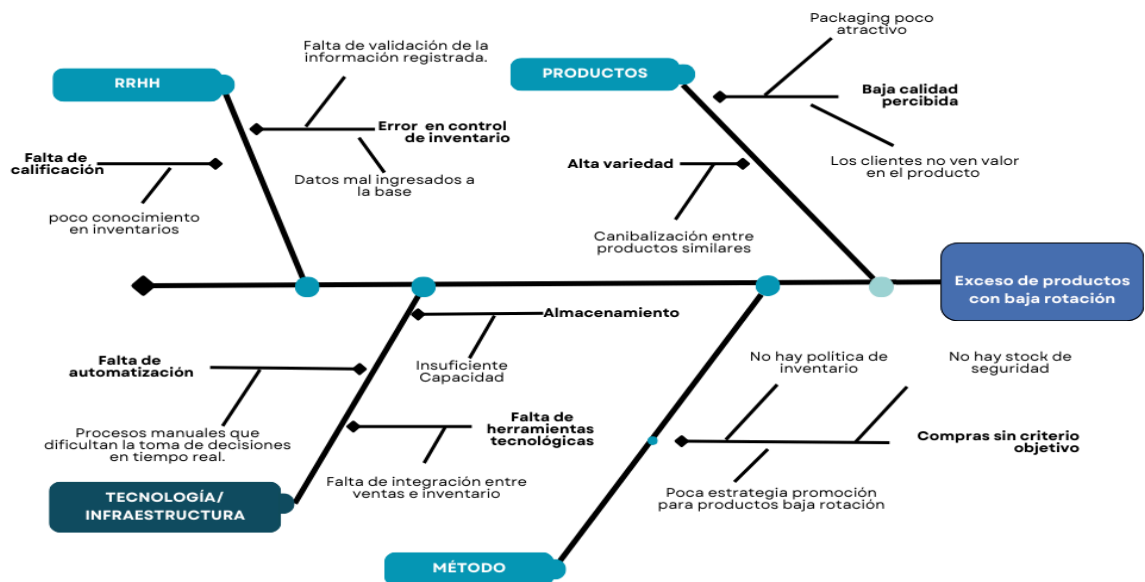 RRHH
Falta de validación de la
información registrada.
Error en control
de inventario
Falta de
calificación
Datos mal ingresados a
la base
poco conocimiento
en inventarios
PRODUCTOS
Packaging poco
atractivo
Baja calidad
percibida
Los clientes no ven valor
en el producto
Alta variedad
Canibalización entre
productos similares
Exceso de productos
con baja rotación
Almacenamiento
Insuficiente
Capacidad
Falta de
automatización
Procesos manuales que
dificultan la toma de decisiones
en tiempo real.
Falta de
herramientas
tecnológicas
Falta de integración entre
ventas e inventario
TECNOLOGÍA/
INFRAESTRUCTURA
No hay política de
inventario
No hay stock de
seguridad
Compras sin criterio
objetivo
Poca estrategia promoción
para productos baja rotación
MÉTODO